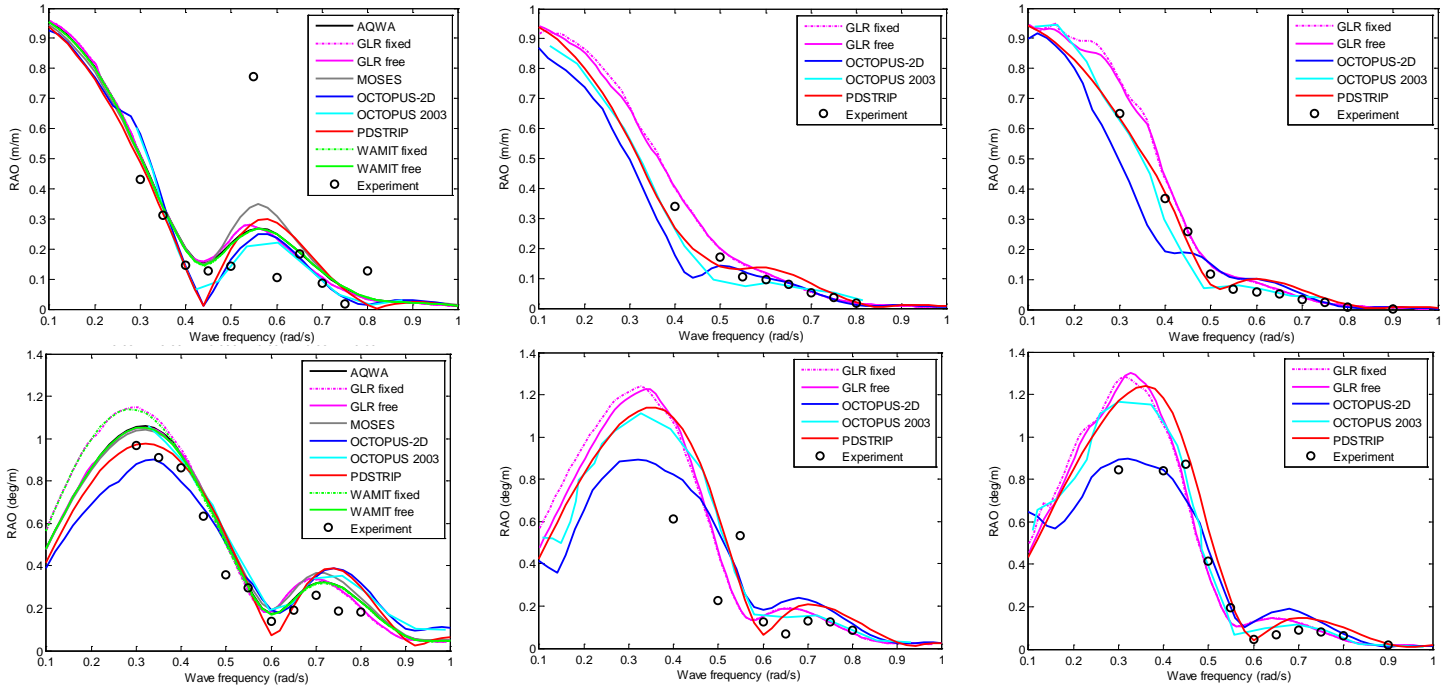 RAO (m/m)
1
0.9
0.8
0.7
0.6
0.5
0.4
0.3
0.2
0.1
0
0.1 0.2 0.3 0.4 0.5 0.6 0.7 0.8 0.9 1
Wave frequency (rad/s)
AQWA
GLR fixed
GLR free
MOSES
OCTOPUS-2D
OCTOPUS 2003
PDSTRIP
WAMIT fixed
WAMIT free
Experiment
RAO (m/m)
1
0.9
0.8
0.7
0.6
0.5
0.4
0.3
0.2
0.1
0
0.1 0.2 0.3 0.4 0.5 0.6 0.7 0.8 0.9 1
Wave frequency (rad/s)
GLR fixed
GLR free
OCTOPUS-2D
OCTOPUS 2003
PDSTRIP
Experiment
RAO (m/m)
1
0.9
0.8
0.7
0.6
0.5
0.4
0.3
0.2
0.1
0
0.1 0.2 0.3 0.4 0.5 0.6 0.7 0.8 0.9 1
Wave frequency (rad/s)
GLR fixed
GLR free
OCTOPUS-2D
OCTOPUS 2003
PDSTRIP
Experiment
RAO (deg/m)
1.4
1.2
1
0.8
0.6
0.4
0.2
0
0.1 0.2 0.3 0.4 0.5 0.6 0.7 0.8 0.9 1
Wave frequency (rad/s)
AQWA
GLR fixed
GLR free
MOSES
OCTOPUS-2D
OCTOPUS 2003
PDSTRIP
WAMIT fixed
WAMIT free
Experiment
RAO (deg/m)
1.4
1.2
1
0.8
0.6
0.4
0.2
0
0.1 0.2 0.3 0.4 0.5 0.6 0.7 0.8 0.9 1
Wave frequency (rad/s)
GLR fixed
GLR free
OCTOPUS-2D
OCTOPUS 2003
PDSTRIP
Experiment
RAO (deg/m)
1.4
1.2
1
0.8
0.6
0.4
0.2
0
0.1 0.2 0.3 0.4 0.5 0.6 0.7 0.8 0.9 1
Wave frequency (rad/s)
GLR fixed
GLR free
OCTOPUS-2D
OCTOPUS 2003
PDSTRIP
Experiment